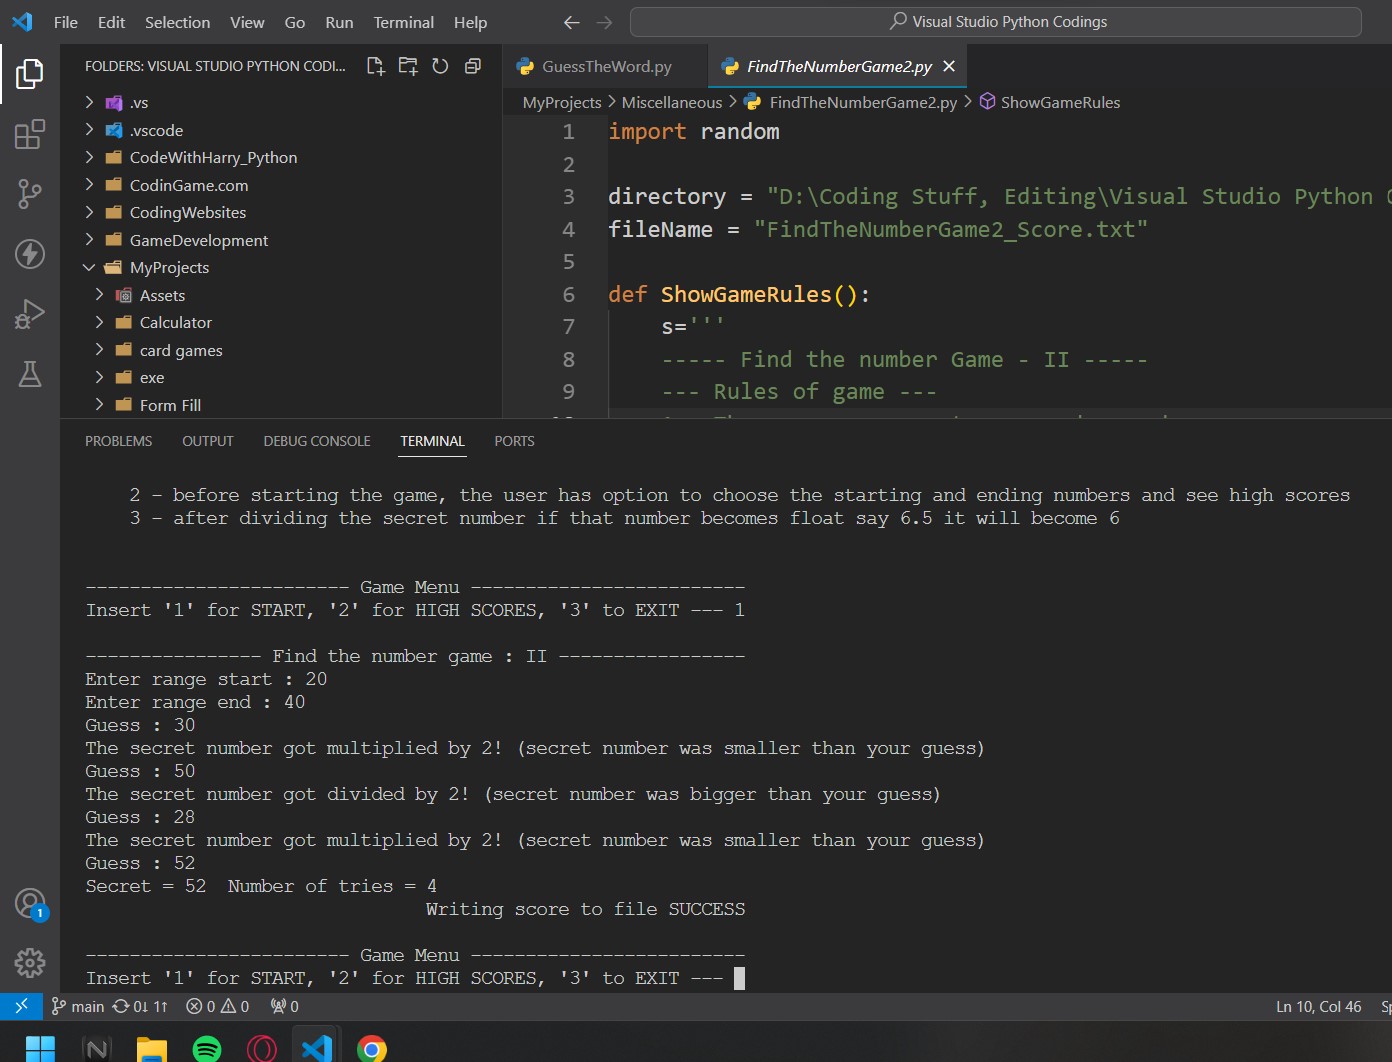 File Edit Selection View Go Run Terminal Help
Visual Studio Python Codings
FOLDERS: VISUAL STUDIO PYTHON CODI...
.vs
.vscode
CodeWithHarry_Python
CodinGame.com
CodingWebsites
GameDevelopment
MyProjects
Assets
Calculator
card games
exe
Form Fill
GuessTheWord.py
FindTheNumberGame2.py
MyProjects > Miscellaneous > FindTheNumberGame2.py > ShowGameRules
1 import random
2
3 directory = "D:\Coding Stuff, Editing\Visual Studio Python
4 fileName = "FindTheNumberGame2_Score.txt"
5
6 def ShowGameRules():
7 s='''
8 ----- Find the number Game - II -----
9 --- Rules of game ---
PROBLEMS OUTPUT DEBUG CONSOLE TERMINAL PORTS
2 - before starting the game, the user has option to choose the starting and ending numbers and see high scores
3 - after dividing the secret number if that number becomes float say 6.5 it will become 6
------------------------ Game Menu -------------------------
Insert '1' for START, '2' for HIGH SCORES, '3' to EXIT --- 1
---------------- Find the number game : II -----------------
Enter range start : 20
Enter range end : 40
Guess : 30
The secret number got multiplied by 2! (secret number was smaller than your guess)
Guess : 50
The secret number got divided by 2! (secret number was bigger than your guess)
Guess : 28
The secret number got multiplied by 2! (secret number was smaller than your guess)
Guess : 52
Secret = 52 Number of tries = 4
Writing score to file SUCCESS
------------------------ Game Menu -------------------------
Insert '1' for START, '2' for HIGH SCORES, '3' to EXIT ---
1
main 0↓ 1↑ 0 0 0
Ln 10, Col 46